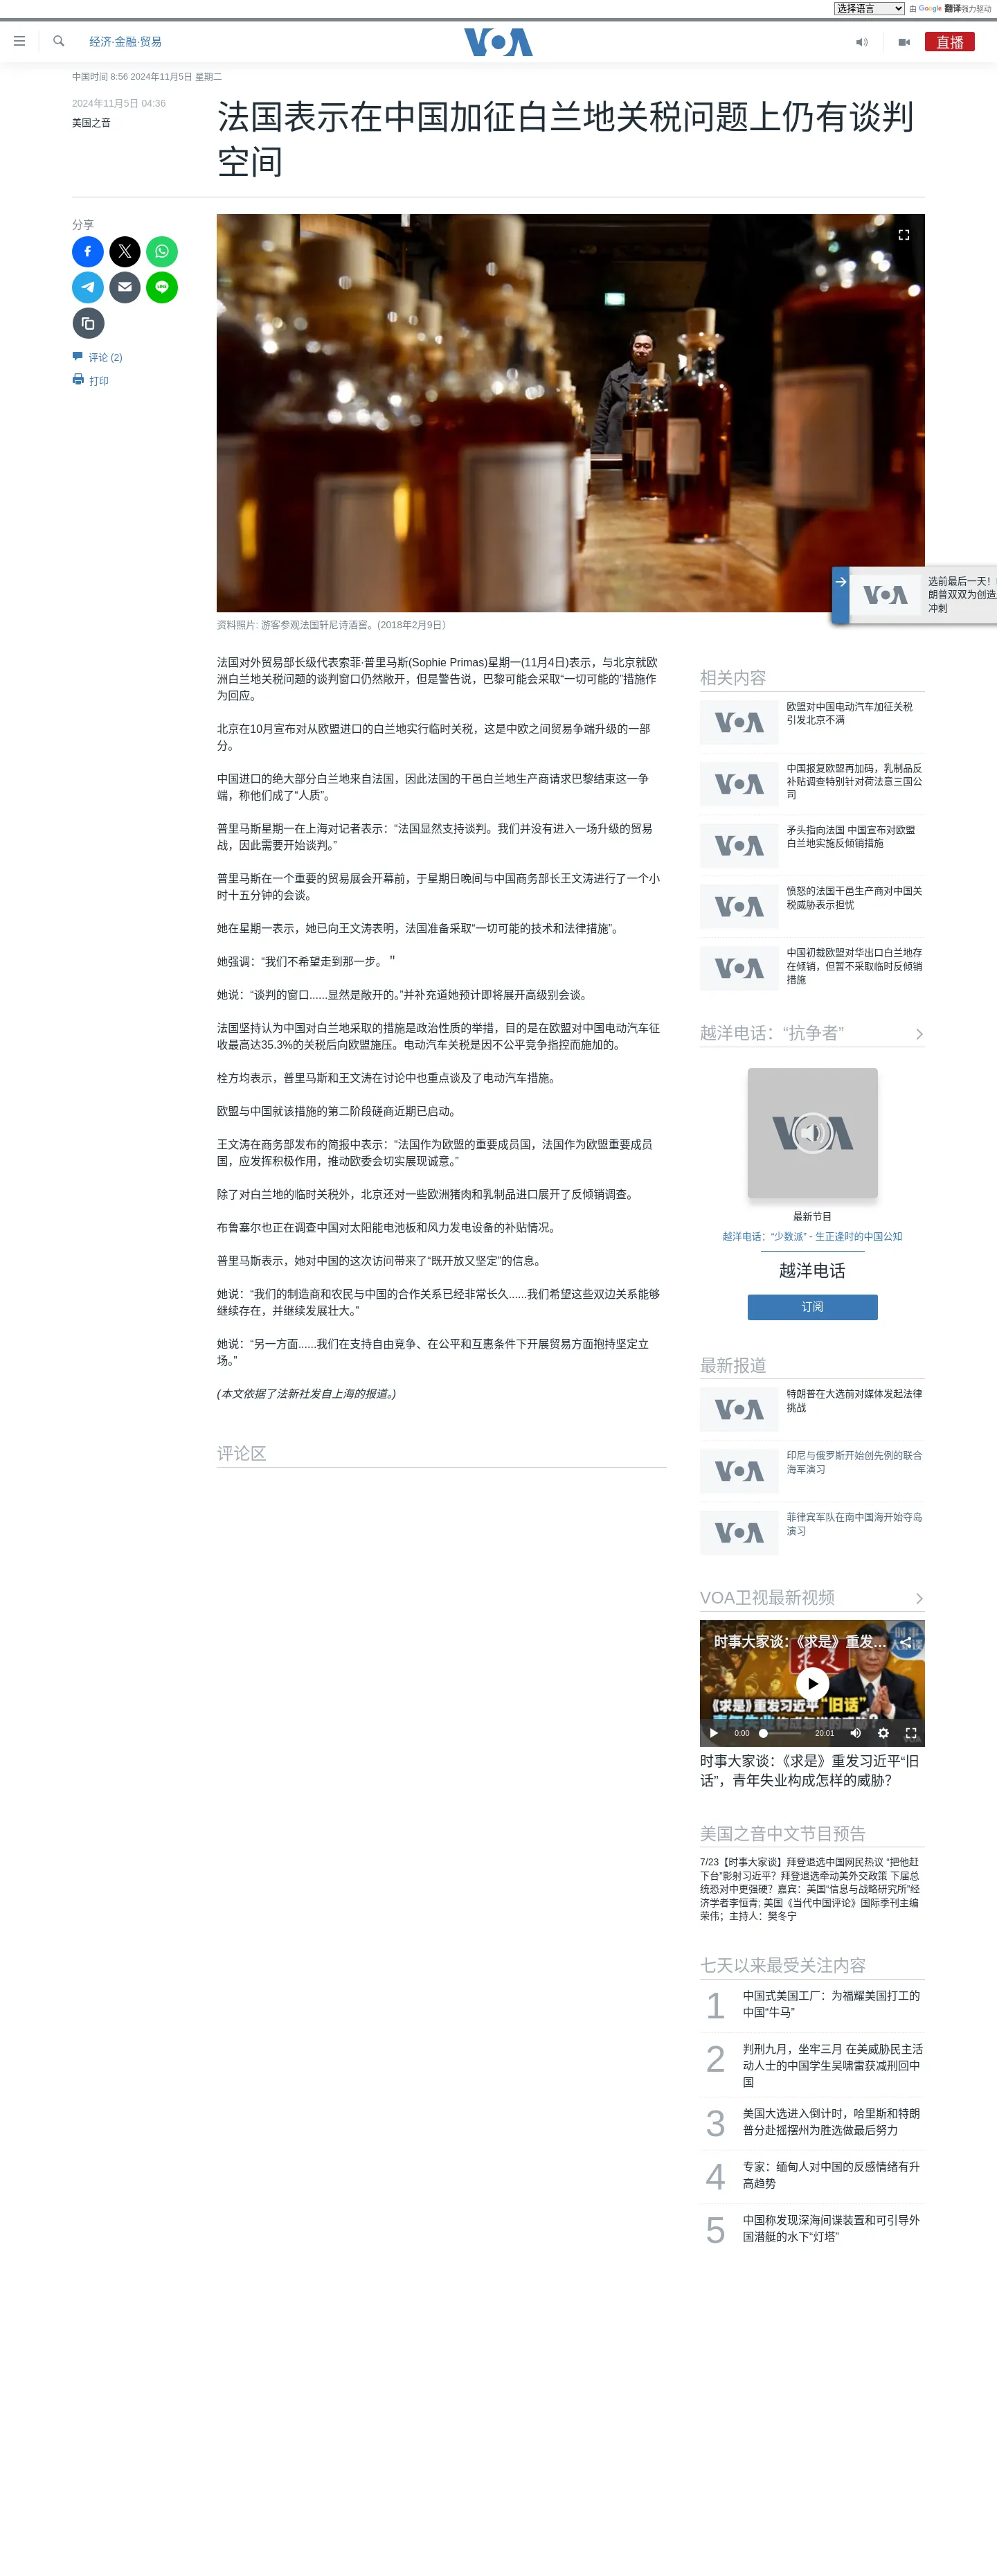 选择语言
由 Google 翻译强力驱动
经济·金融·贸易
VOA
直播
中国时间 8:56 2024年11月5日 星期二
2024年11月5日 04:36
美国之音
法国表示在中国加征白兰地关税问题上仍有谈判
空间
分享
评论 (2)
打印
资料照片: 游客参观法国轩尼诗酒窖。(2018年2月9日）
VOA
选前最后一天！
朗普双双为创造
冲刺
法国对外贸易部长级代表索菲·普里马斯(Sophie Primas)星期一(11月4日)表示，与北京就欧
洲白兰地关税问题的谈判窗口仍然敞开，但是警告说，巴黎可能会采取“一切可能的”措施作
为回应。
北京在10月宣布对从欧盟进口的白兰地实行临时关税，这是中欧之间贸易争端升级的一部
分。
中国进口的绝大部分白兰地来自法国，因此法国的干邑白兰地生产商请求巴黎结束这一争
端，称他们成了“人质”。
普里马斯星期一在上海对记者表示：“法国显然支持谈判。我们并没有进入一场升级的贸易
战，因此需要开始谈判。”
普里马斯在一个重要的贸易展会开幕前，于星期日晚间与中国商务部长王文涛进行了一个小
时十五分钟的会谈。
她在星期一表示，她已向王文涛表明，法国准备采取“一切可能的技术和法律措施”。
她强调：“我们不希望走到那一步。＂
她说：“谈判的窗口......显然是敞开的。”并补充道她预计即将展开高级别会谈。
法国坚持认为中国对白兰地采取的措施是政治性质的举措，目的是在欧盟对中国电动汽车征
收最高达35.3%的关税后向欧盟施压。电动汽车关税是因不公平竞争指控而施加的。
栓方均表示，普里马斯和王文涛在讨论中也重点谈及了电动汽车措施。
欧盟与中国就该措施的第二阶段磋商近期已启动。
王文涛在商务部发布的简报中表示：“法国作为欧盟的重要成员国，法国作为欧盟重要成员
国，应发挥积极作用，推动欧委会切实展现诚意。”
除了对白兰地的临时关税外，北京还对一些欧洲猪肉和乳制品进口展开了反倾销调查。
布鲁塞尔也正在调查中国对太阳能电池板和风力发电设备的补贴情况。
普里马斯表示，她对中国的这次访问带来了“既开放又坚定”的信息。
她说：“我们的制造商和农民与中国的合作关系已经非常长久......我们希望这些双边关系能够
继续存在，并继续发展壮大。”
她说：“另一方面......我们在支持自由竞争、在公平和互惠条件下开展贸易方面抱持坚定立
场。”
(本文依据了法新社发自上海的报道。)
评论区
相关内容
VOA
欧盟对中国电动汽车加征关税
引发北京不满
VOA
中国报复欧盟再加码，乳制品反
补贴调查特别针对荷法意三国公
司
VOA
矛头指向法国 中国宣布对欧盟
白兰地实施反倾销措施
VOA
愤怒的法国干邑生产商对中国关
税威胁表示担忧
VOA
中国初裁欧盟对华出口白兰地存
在倾销，但暂不采取临时反倾销
措施
越洋电话：“抗争者”
VOA
最新节目
越洋电话：“少数派” - 生正逢时的中国公知
越洋电话
订阅
最新报道
VOA
特朗普在大选前对媒体发起法律
挑战
VOA
印尼与俄罗斯开始创先例的联合
海军演习
VOA
菲律宾军队在南中国海开始夺岛
演习
VOA卫视最新视频
时事大家谈：《求是》重发...
《求是》重发习近平“旧话”，
青年失业构成怎样的威胁？
0:00
20:01
时事大家谈：《求是》重发习近平“旧
话”，青年失业构成怎样的威胁？
美国之音中文节目预告
7/23【时事大家谈】拜登退选中国网民热议 “把他赶
下台”影射习近平？拜登退选牵动美外交政策 下届总
统恐对中更强硬？嘉宾：美国“信息与战略研究所”经
济学者李恒青; 美国《当代中国评论》国际季刊主编
荣伟；主持人：樊冬宁
七天以来最受关注内容
1
中国式美国工厂：为福耀美国打工的
中国“牛马”
2
判刑九月，坐牢三月 在美威胁民主活
动人士的中国学生吴啸雷获减刑回中
国
3
美国大选进入倒计时，哈里斯和特朗
普分赴摇摆州为胜选做最后努力
4
专家：缅甸人对中国的反感情绪有升
高趋势
5
中国称发现深海间谍装置和可引导外
国潜艇的水下“灯塔”